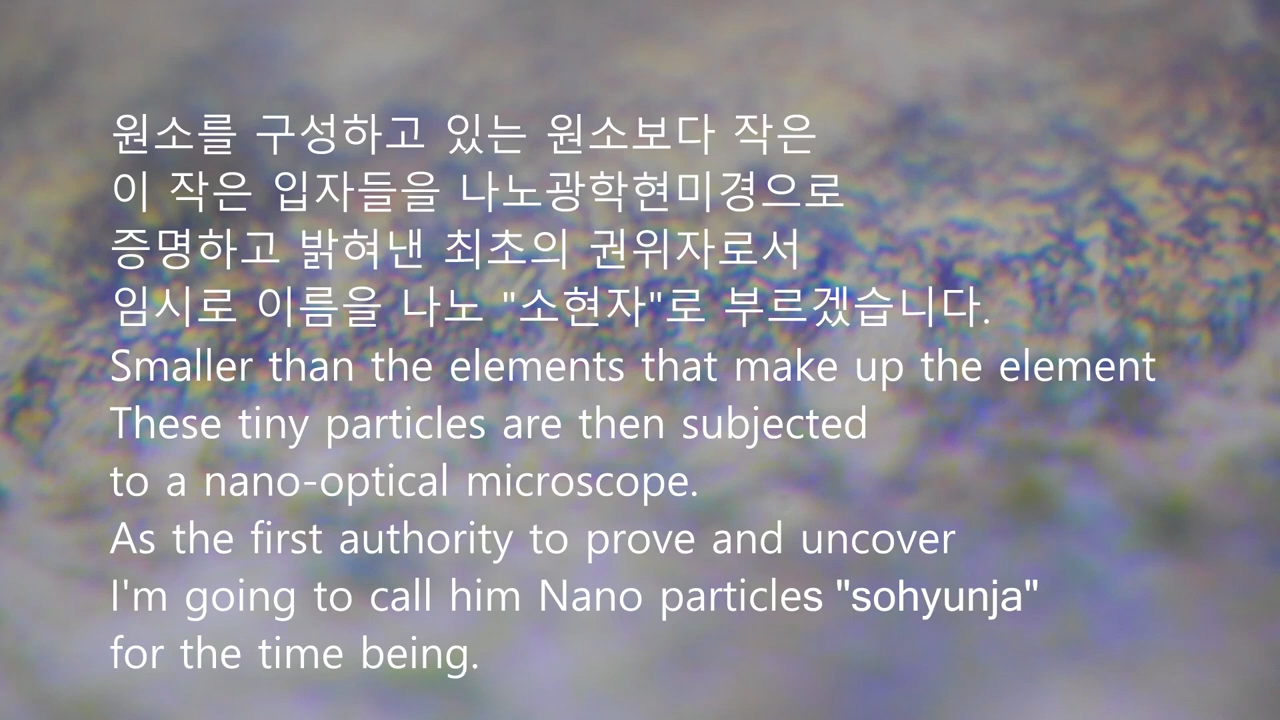 원소를 구성하고 있는 원소보다 작은
이 작은 입자들을 나노광학현미경으로
증명하고 밝혀낸 최초의 권위자로서
임시로 이름을 나노 "소현자"로 부르겠습니다.
Smaller than the elements that make up the element
These tiny particles are then subjected
to a nano-optical microscope.
As the first authority to prove and uncover
I'm going to call him Nano particles "sohyunja"
for the time being.